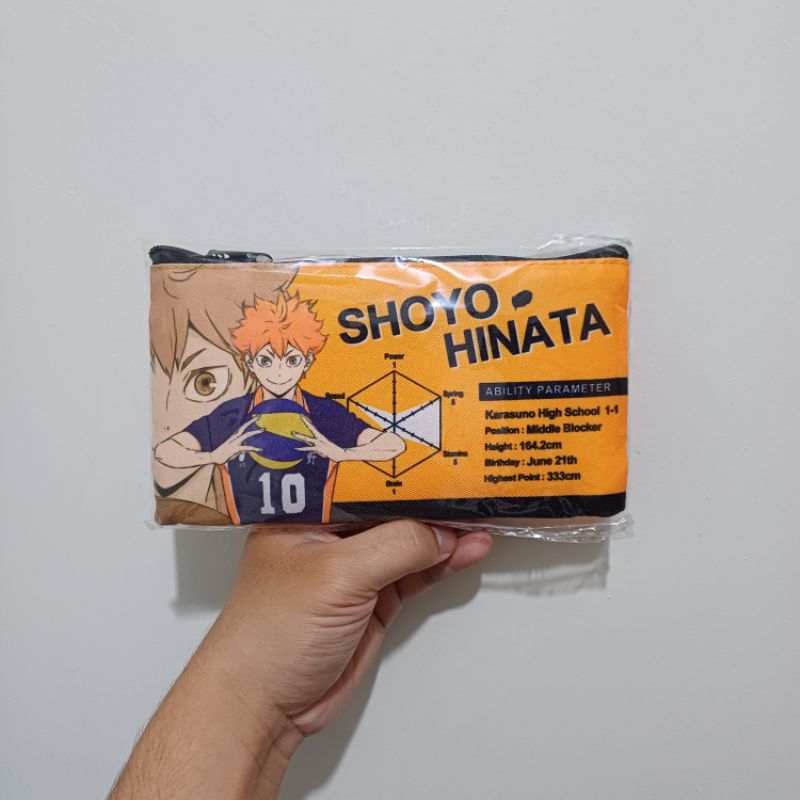 SHOYO
HINATA
Power
1
Speed
Spring
5
Stamina
5
Brain
1
ABILITY PARAMETER
Karasuno High School 1-1
Position : Middle Blocker
Height : 164.2cm
Birthday : June 21th
Highest Point : 333cm
10